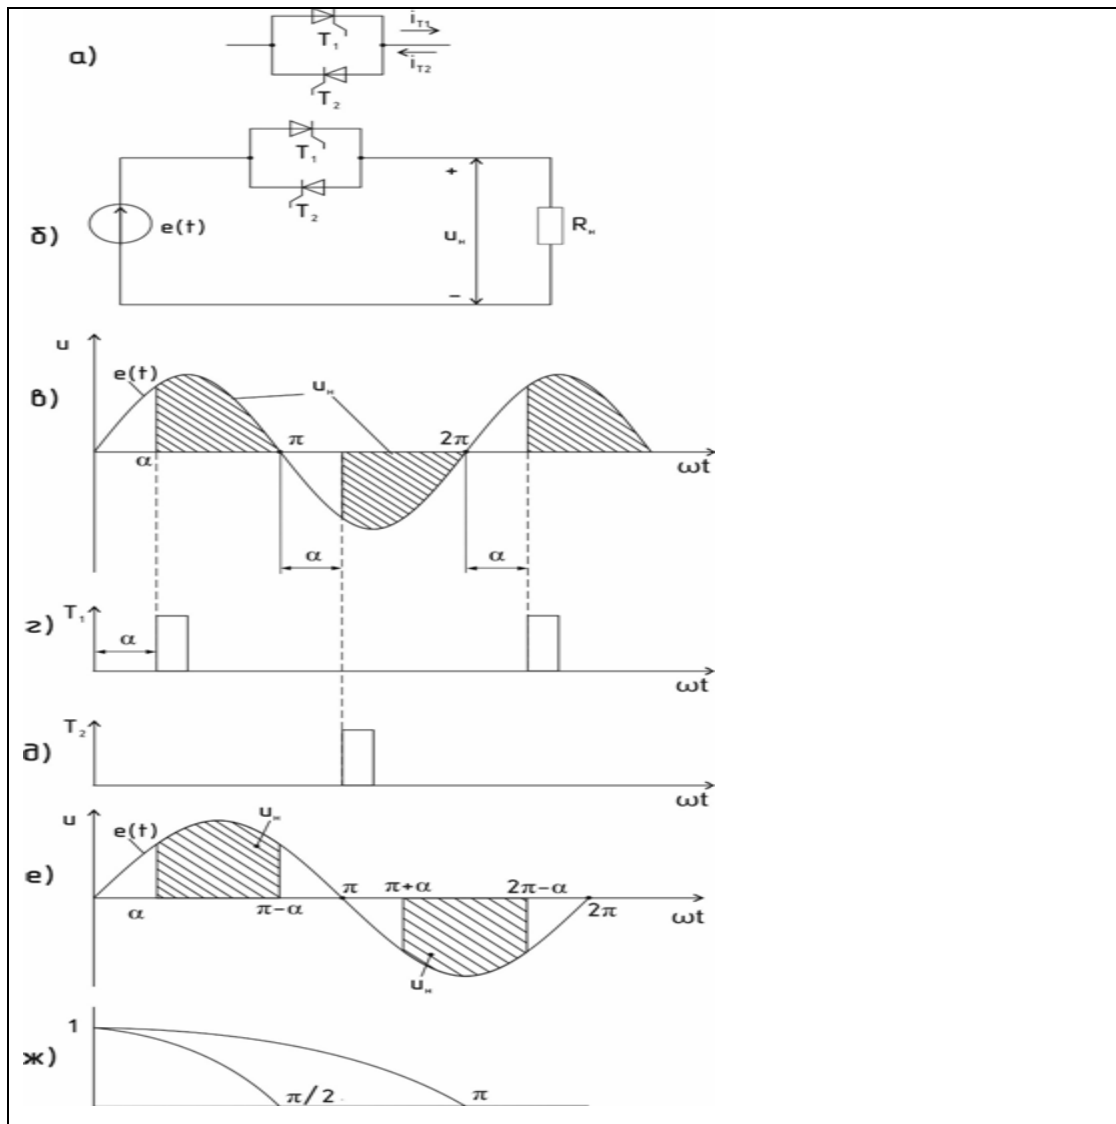 а)
iT1
T1
iT2
T2
б)
T1
T2
e(t)
+
uн
−
Rн
в)
u
e(t)
uн
π
2π
α
ωt
α
α
г)
T1
α
ωt
д)
T2
ωt
е)
u
e(t)
uн
π
π+α
2π-α
α
π-α
2π
ωt
uн
ж)
1
π/2
π